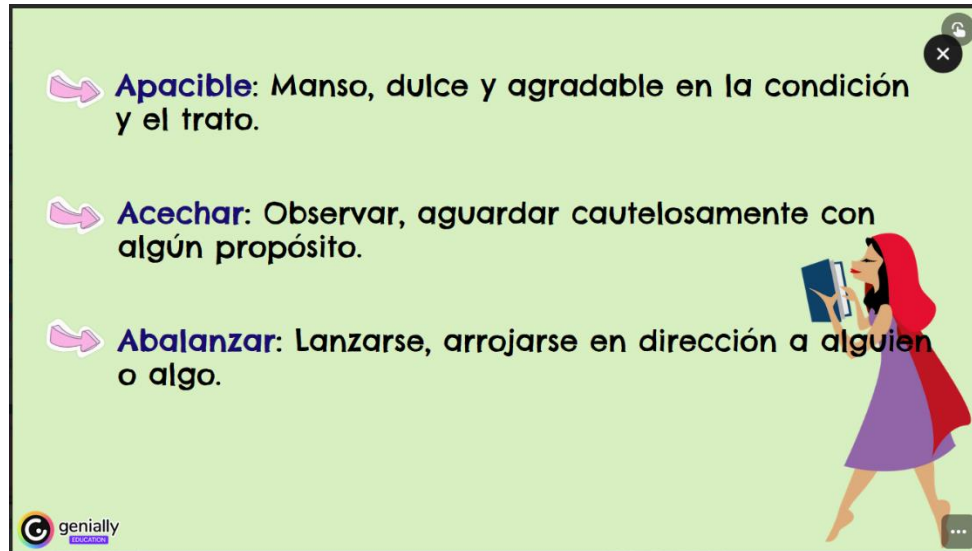 Apacible: Manso, dulce y agradable en la condición
y el trato.
Acechar: Observar, aguardar cautelosamente con
algún propósito.
Abalanzar: Lanzarse, arrojarse en dirección a alguien
o algo.
genially
EDUCATION